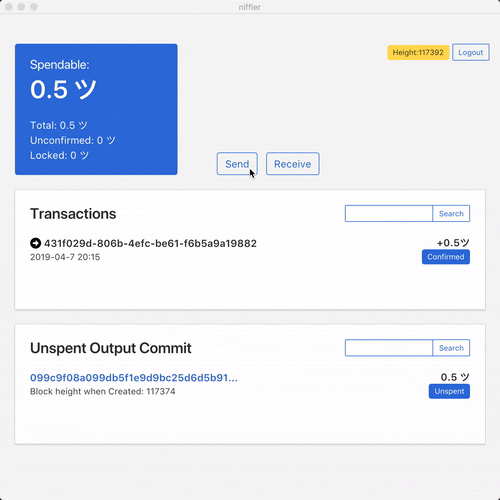 niffler
Spendable:
0.5 ツ
Total: 0.5 ツ
Unconfirmed: 0 ツ
Locked: 0 ツ
Height:117392
Logout
Send
Receive
Transactions
Search
431f029d-806b-4efc-be61-f6b5a9a19882
+0.5ツ
2019-04-7 20:15
Confirmed
Unspent Output Commit
Search
099c9f08a099db5f1e9d9bc25d6d5b91...
0.5 ツ
Block height when Created: 117374
Unspent